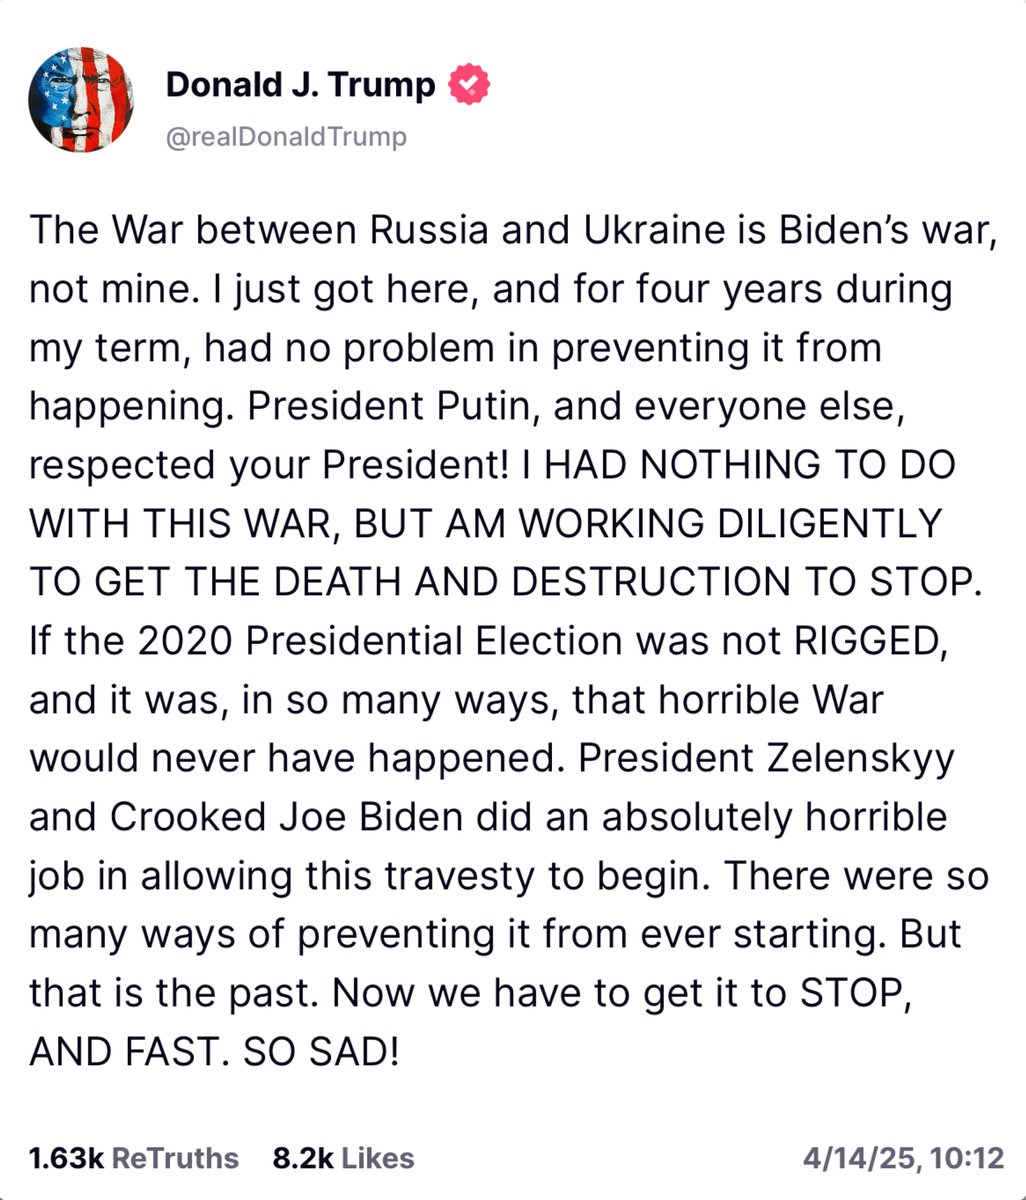 Donald J. Trump
@realDonaldTrump
The War between Russia and Ukraine is Biden’s war,
not mine. I just got here, and for four years during
my term, had no problem in preventing it from
happening. President Putin, and everyone else,
respected your President! I HAD NOTHING TO DO
WITH THIS WAR, BUT AM WORKING DILIGENTLY
TO GET THE DEATH AND DESTRUCTION TO STOP.
If the 2020 Presidential Election was not RIGGED,
and it was, in so many ways, that horrible War
would never have happened. President Zelenskyy
and Crooked Joe Biden did an absolutely horrible
job in allowing this travesty to begin. There were so
many ways of preventing it from ever starting. But
that is the past. Now we have to get it to STOP,
AND FAST. SO SAD!
1.63k ReTruths 8.2k Likes 4/14/25, 10:12